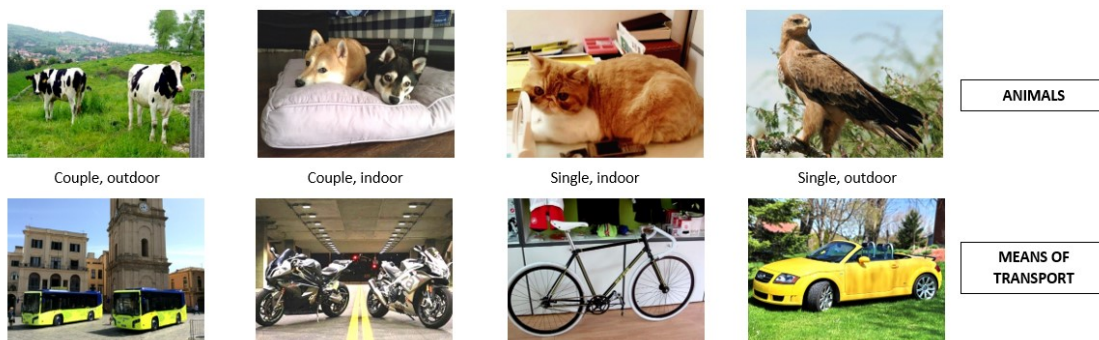 ANIMALS
Couple, outdoor
Couple, indoor
Single, indoor
Single, outdoor
MEANS OF
TRANSPORT